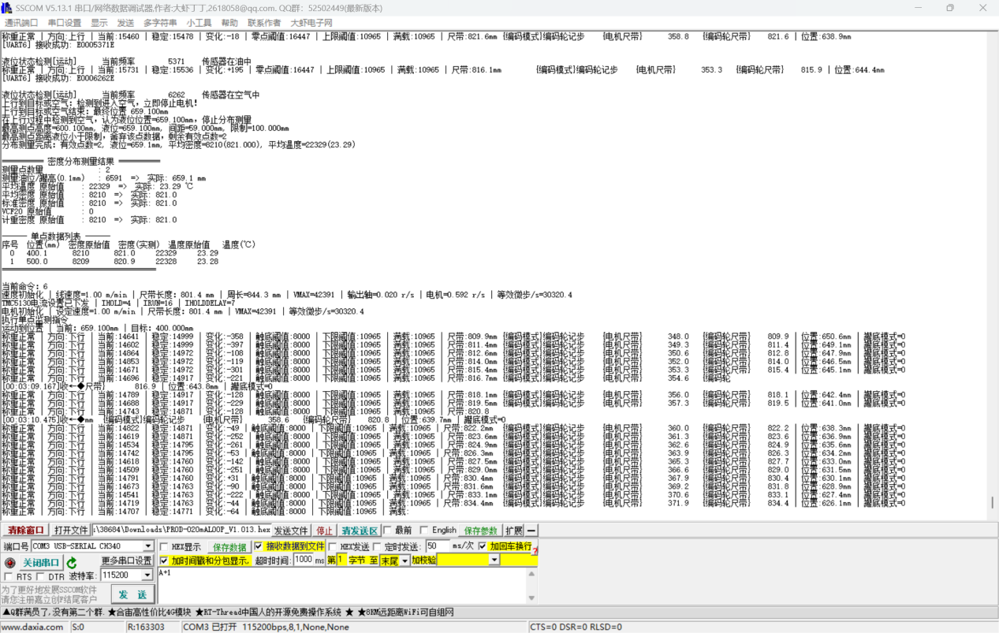 SSCOM V5.13.1 串口/网络数据调试器,作者:大虾丁丁,2618058@qq.com. QQ群: 52502449(最新版本)
通讯端口 串口设置 显示 发送 多字符串 小工具 帮助 联系作者 大虾电子网
称重正常 | 方向:上行 | 当前:15460 | 稳定:15478 | 变化:-18 | 零点阈值:16447 | 上限阈值:10965 | 满载:10965 | 尺带:821.6mm {编码模式}编码轮记步 {电机尺带} 358.8 {编码轮尺带} 821.6 | 位置:638.9mm
[UART6] 接收成功: E0005371E
液位状态检测[运动] 当前频率 5371 传感器在油中
称重正常 | 方向:上行 | 当前:15731 | 稳定:15536 | 变化:+195 | 零点阈值:16447 | 上限阈值:10965 | 满载:10965 | 尺带:816.1mm {编码模式}编码轮记步 {电机尺带} 353.3 {编码轮尺带} 815.9 | 位置:644.4mm
[UART6] 接收成功: E0006262E
液位状态检测[运动] 当前频率 6262 传感器在空气中
上行到目标或空气: 检测到进入空气, 立即停止电机!
上行到目标或空气结束: 最终位置 659.100mm
在上行过程中检测到空气, 认为液位位置=659.100mm, 停止分布测量
最高测点高度=600.100mm, 液位=659.100mm, 间距=59.000mm, 限制=100.000mm
最高测点距离液位小于限制, 舍弃该点数据, 剩余有效点数=2
分布测量完成: 有效点数=2, 液位=659.1mm, 平均密度=8210(821.000), 平均温度=22329(23.29)
═════════ 密度分布测量结果 ═════════
测量点数量 : 2
测量油位/罐高(0.1mm) : 6591 => 实际: 659.1 mm
平均温度 原始值 : 22329 => 实际: 23.29 ℃
平均密度 原始值 : 8210 => 实际: 821.0
标准密度 原始值 : 8210 => 实际: 821.0
VCF20 原始值 : 0
计重密度 原始值 : 8210 => 实际: 821.0
───── 单点数据列表 ─────
序号 位置(mm) 密度原始值 密度(实测) 温度原始值 温度(℃)
0 400.1 8210 821.0 22329 23.29
1 500.0 8209 820.9 22328 23.28
当前命令: 6
速度初始化 | 线速度=1.00 m/min | 尺带长度: 801.4 mm | 周长=844.3 mm | VMAX=42391 | 输出轴=0.020 r/s | 电机=0.592 r/s | 等效微步/s=30320.4
TMC5130电流设置已下发 | IHOLD=4 | IRUN=16 | IHOLDDELAY=7
电机初始化 | 设定速度=1.00 m/min | 尺带长度: 801.4 mm | VMAX=42391 | 等效微步/s=30320.4
执行单点监测指令
运动到位置 | 当前: 659.100mm | 目标: 400.000mm
称重正常 | 方向:下行 | 当前:14641 | 稳定:14999 | 变化:-358 | 触底阈值:8000 | 下限阈值:10965 | 满载:10965 | 尺带:809.9mm {编码模式}编码轮记步 {电机尺带} 348.0 {编码轮尺带} 809.9 | 位置:650.6mm | 罐底模式=0
称重正常 | 方向:下行 | 当前:14602 | 稳定:14999 | 变化:-397 | 触底阈值:8000 | 下限阈值:10965 | 满载:10965 | 尺带:811.4mm {编码模式}编码轮记步 {电机尺带} 349.3 {编码轮尺带} 811.4 | 位置:649.1mm | 罐底模式=0
称重正常 | 方向:下行 | 当前:14864 | 稳定:14972 | 变化:-108 | 触底阈值:8000 | 下限阈值:10965 | 满载:10965 | 尺带:812.6mm {编码模式}编码轮记步 {电机尺带} 350.6 {编码轮尺带} 812.8 | 位置:647.9mm | 罐底模式=0
称重正常 | 方向:下行 | 当前:14853 | 稳定:14972 | 变化:-119 | 触底阈值:8000 | 下限阈值:10965 | 满载:10965 | 尺带:814.0mm {编码模式}编码轮记步 {电机尺带} 352.0 {编码轮尺带} 814.0 | 位置:646.5mm | 罐底模式=0
称重正常 | 方向:下行 | 当前:14671 | 稳定:14972 | 变化:-301 | 触底阈值:8000 | 下限阈值:10965 | 满载:10965 | 尺带:815.4mm {编码模式}编码轮记步 {电机尺带} 353.3 {编码轮尺带} 815.4 | 位置:645.1mm | 罐底模式=0
称重正常 | 方向:下行 | 当前:14696 | 稳定:14917 | 变化:-221 | 触底阈值:8000 | 下限阈值:10965 | 满载:10965 | 尺带:816.7mm {编码模式}编码轮记步 {电机尺带} 354.6 {编码轮
[00:03:09.167]收←◆尺带} 816.9 | 位置:643.8mm | 罐底模式=0
称重正常 | 方向:下行 | 当前:14789 | 稳定:14917 | 变化:-128 | 触底阈值:8000 | 下限阈值:10965 | 满载:10965 | 尺带:818.1mm {编码模式}编码轮记步 {电机尺带} 356.0 {编码轮尺带} 818.1 | 位置:642.4mm | 罐底模式=0
称重正常 | 方向:下行 | 当前:14688 | 稳定:14917 | 变化:-229 | 触底阈值:8000 | 下限阈值:10965 | 满载:10965 | 尺带:819.5mm {编码模式}编码轮记步 {电机尺带} 357.3 {编码轮尺带} 819.5 | 位置:641.0mm | 罐底模式=0
称重正常 | 方向:下行 | 当前:14743 | 稳定:14871 | 变化:-128 | 触底阈值:8000 | 下限阈值:10965 | 满载:10965 | 尺带:820.8
[00:03:10.475]收←◆mm {编码模式}编码轮记步 {电机尺带} 358.6 {编码轮尺带} 820.8 | 位置:639.7mm | 罐底模式=0
称重正常 | 方向:下行 | 当前:14822 | 稳定:14871 | 变化:-49 | 触底阈值:8000 | 下限阈值:10965 | 满载:10965 | 尺带:822.2mm {编码模式}编码轮记步 {电机尺带} 360.0 {编码轮尺带} 822.2 | 位置:638.3mm | 罐底模式=0
称重正常 | 方向:下行 | 当前:14619 | 稳定:14871 | 变化:-252 | 触底阈值:8000 | 下限阈值:10965 | 满载:10965 | 尺带:823.6mm {编码模式}编码轮记步 {电机尺带} 361.3 {编码轮尺带} 823.6 | 位置:636.9mm | 罐底模式=0
称重正常 | 方向:下行 | 当前:14534 | 稳定:14795 | 变化:-261 | 触底阈值:8000 | 下限阈值:10965 | 满载:10965 | 尺带:824.9mm {编码模式}编码轮记步 {电机尺带} 362.6 {编码轮尺带} 824.9 | 位置:635.6mm | 罐底模式=0
称重正常 | 方向:下行 | 当前:14742 | 稳定:14795 | 变化:-53 | 触底阈值:8000 | 下限阈值:10965 | 满载:10965 | 尺带:826.3mm {编码模式}编码轮记步 {电机尺带} 363.9 {编码轮尺带} 826.3 | 位置:634.2mm | 罐底模式=0
称重正常 | 方向:下行 | 当前:14618 | 稳定:14760 | 变化:-142 | 触底阈值:8000 | 下限阈值:10965 | 满载:10965 | 尺带:827.5mm {编码模式}编码轮记步 {电机尺带} 365.3 {编码轮尺带} 827.7 | 位置:633.0mm | 罐底模式=0
称重正常 | 方向:下行 | 当前:14509 | 稳定:14760 | 变化:-251 | 触底阈值:8000 | 下限阈值:10965 | 满载:10965 | 尺带:829.0mm {编码模式}编码轮记步 {电机尺带} 366.6 {编码轮尺带} 829.0 | 位置:631.5mm | 罐底模式=0
称重正常 | 方向:下行 | 当前:14791 | 稳定:14760 | 变化:+31 | 触底阈值:8000 | 下限阈值:10965 | 满载:10965 | 尺带:830.4mm {编码模式}编码轮记步 {电机尺带} 367.9 {编码轮尺带} 830.4 | 位置:630.1mm | 罐底模式=0
称重正常 | 方向:下行 | 当前:14673 | 稳定:14763 | 变化:-90 | 触底阈值:8000 | 下限阈值:10965 | 满载:10965 | 尺带:831.6mm {编码模式}编码轮记步 {电机尺带} 369.2 {编码轮尺带} 831.8 | 位置:628.9mm | 罐底模式=0
称重正常 | 方向:下行 | 当前:14541 | 稳定:14763 | 变化:-222 | 触底阈值:8000 | 下限阈值:10965 | 满载:10965 | 尺带:833.1mm {编码模式}编码轮记步 {电机尺带} 370.6 {编码轮尺带} 833.1 | 位置:627.4mm | 罐底模式=0
称重正常 | 方向:下行 | 当前:14719 | 稳定:14763 | 变化:-44 | 触底阈值:8000 | 下限阈值:10965 | 满载:10965 | 尺带:834.4mm {编码模式}编码轮记步 {电机尺带} 371.9 {编码轮尺带} 834.4 | 位置:626.1mm | 罐底模式=0
称重正常 | 方向:下行 | 当前:14707 | 稳定:14771 | 变化:-64 | 触底阈值:8000 | 下限阈值:10965 | 满载:
清除窗口 打开文件 :\38684\Downloads\PROD-020mALOOP_V1.013.hex 发送文件 停止 清发送区 最前 English 保存参数 扩展 —
端口号 COM3 USB-SERIAL CH340 HEX显示 保存数据 接收数据到文件 HEX发送 定时发送: 50 ms/次 加回车换行
关闭串口 更多串口设置 加时间戳和分包显示, 超时时间: 1000 ms 第 1 字节 至 末尾 加校验
RTS DTR 波特率: 115200 A+1
为了更好地发展SSCOM软件
请您注册嘉立创F结尾客户
发 送
▲Q群满员了,没有第二个群. ★合宙高性价比4G模块 ★RT-Thread中国人的开源免费操作系统 ★ ★8KM远距离WiFi可自组网
www.daxia.com S:0 R:163303 COM3 已打开 115200bps,8,1,None,None CTS=0 DSR=0 RLSD=0